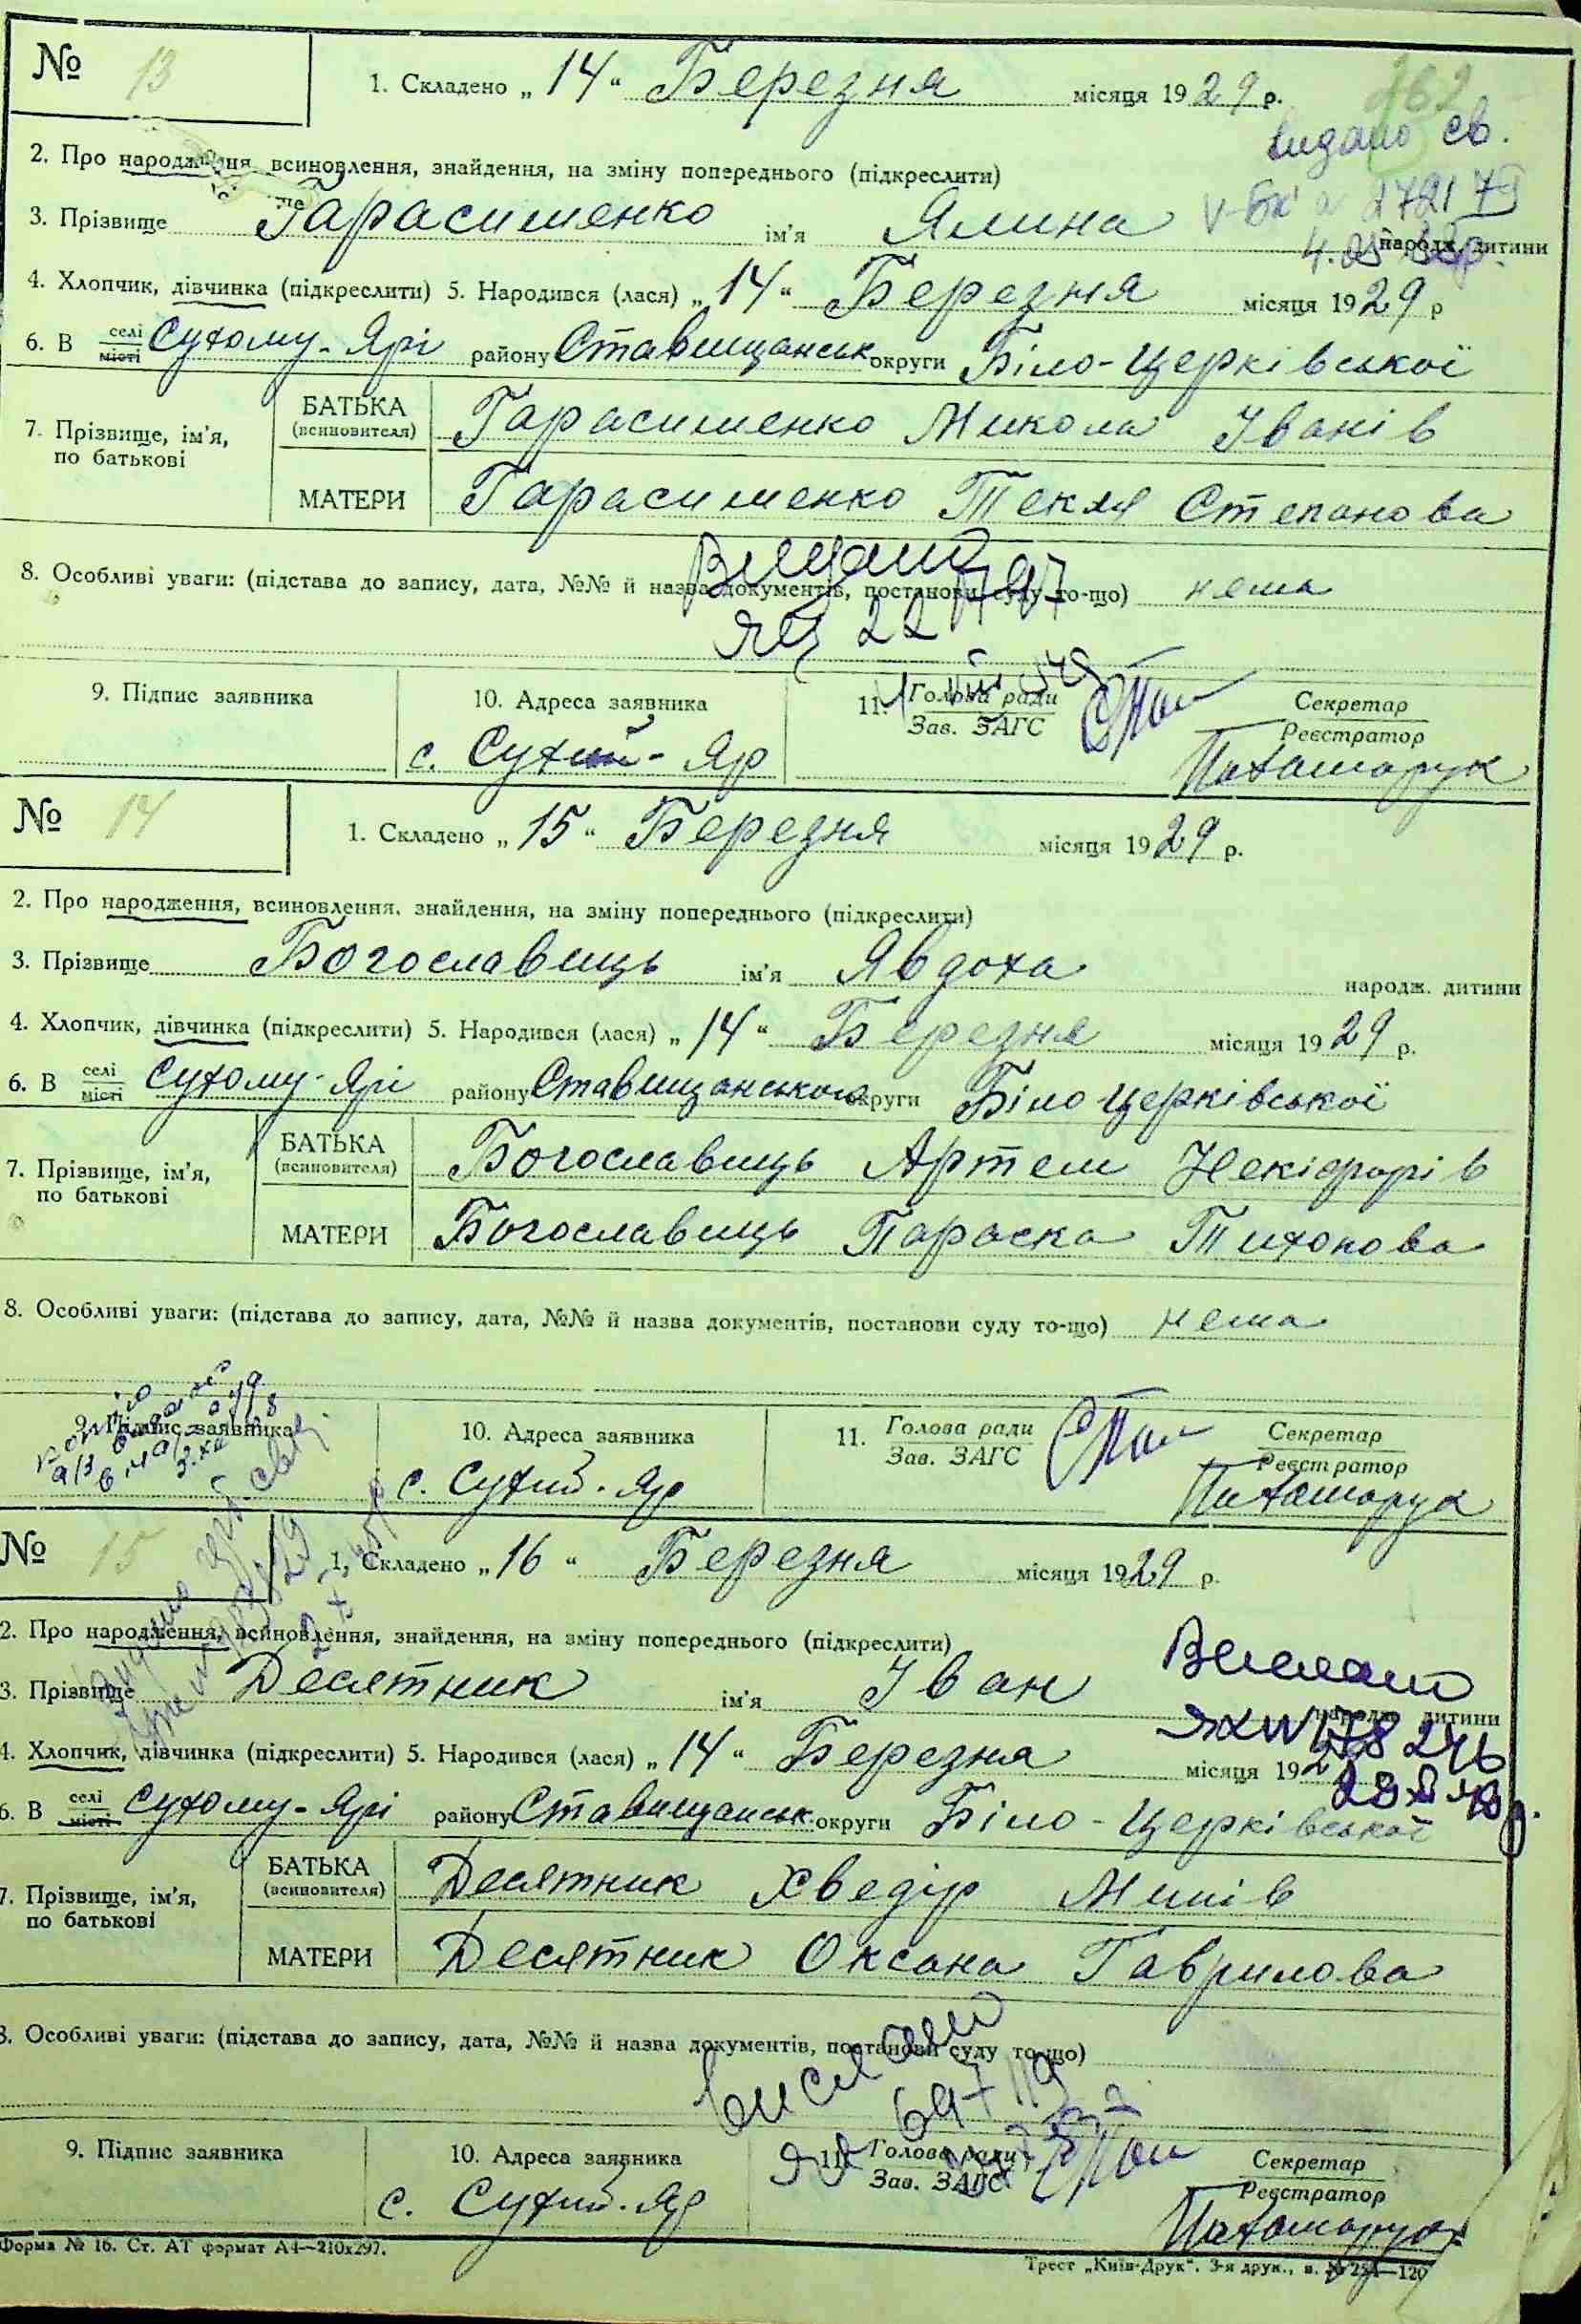 № 13
1. Складено „14“ Березня місяця 1929 р.
262
видано св.
2. Про народження, всиновлення, знайдення, на зміну попереднього (підкреслити)
3. Прізвище Гарасименко ім'я Ялина народж. дитини
4. Хлопчик, дівчинка (підкреслити) 5. Народився (лася) „14“ Березня місяця 1929 р
6. В селі місті Сухому-Ярі району Ставищанськ округи Біло-Церківської
7. Прізвище, ім'я, по батькові
БАТЬКА (всиновителя) Гарасименко Микола Іванів
МАТЕРИ Гарасименко Текля Степанова
8. Особливі уваги: (підстава до запису, дата, №№ й назва документів, постанови суду то-що) нема
9. Підпис заявника
10. Адреса заявника
11. Голова ради Зав. ЗАГС
Секретар Реєстратор
с. Сухий-Яр
№ 14
1. Складено „15“ Березня місяця 1929 р.
2. Про народження, всиновлення, знайдення, на зміну попереднього (підкреслити)
3. Прізвище Богославець ім'я Явдоха народж. дитини
4. Хлопчик, дівчинка (підкреслити) 5. Народився (лася) „14“ Березня місяця 1929 р.
6. В селі місті Сухому-Ярі району Ставищанського округи Біло Церківської
7. Прізвище, ім'я, по батькові
БАТЬКА (всиновителя) Богославець Артем Некіфорів
МАТЕРИ Богославець Параска Тихонова
8. Особливі уваги: (підстава до запису, дата, №№ й назва документів, постанови суду то-що) нема
9. Підпис заявника
10. Адреса заявника
11. Голова ради Зав. ЗАГС
Секретар Реєстратор
с. Сухий-Яр
№ 15
1. Складено „16“ Березня місяця 1929 р.
2. Про народження, всиновлення, знайдення, на зміну попереднього (підкреслити)
3. Прізвище Десятник ім'я Іван народж. дитини
4. Хлопчик, дівчинка (підкреслити) 5. Народився (лася) „14“ Березня місяця 192
6. В селі місті Сухому-Ярі району Ставищанськ. округи Біло-Церківської
7. Прізвище, ім'я, по батькові
БАТЬКА (всиновителя) Десятник Хведір Минів
МАТЕРИ Десятник Оксана Гаврилова
8. Особливі уваги: (підстава до запису, дата, №№ й назва документів, постанови суду то-що)
9. Підпис заявника
10. Адреса заявника
11. Голова ради Зав. ЗАГС
Секретар Реєстратор
с. Сухий-Яр
Форма № 16. Ст. АТ формат А4—210x297.
Трест „Київ-Друк“. 3-я друк., в. № 254—120